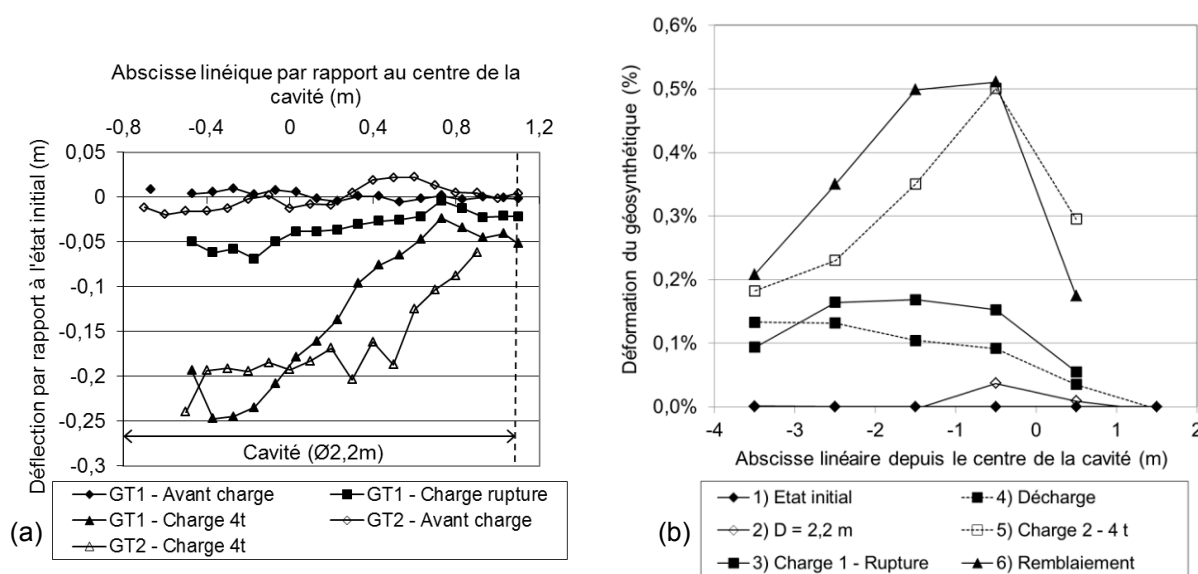 Abscisse linéique par rapport au centre de la
cavité (m)
-0,8 -0,4 0 0,4 0,8 1,2
Déflection par rapport à l'état initial (m)
0,05
0
-0,05
-0,1
-0,15
-0,2
-0,25
-0,3
Cavité (Ø2,2m)
GT1 - Avant charge GT1 - Charge rupture
GT1 - Charge 4t GT2 - Avant charge
GT2 - Charge 4t
(a)
Déformation du géosynthétique (%)
0,6%
0,5%
0,4%
0,3%
0,2%
0,1%
0,0%
-4 -3 -2 -1 0 1 2
Abscisse linéaire depuis le centre de la cavité (m)
1) Etat initial 4) Décharge
2) D = 2,2 m 5) Charge 2 - 4 t
3) Charge 1 - Rupture 6) Remblaiement
(b)